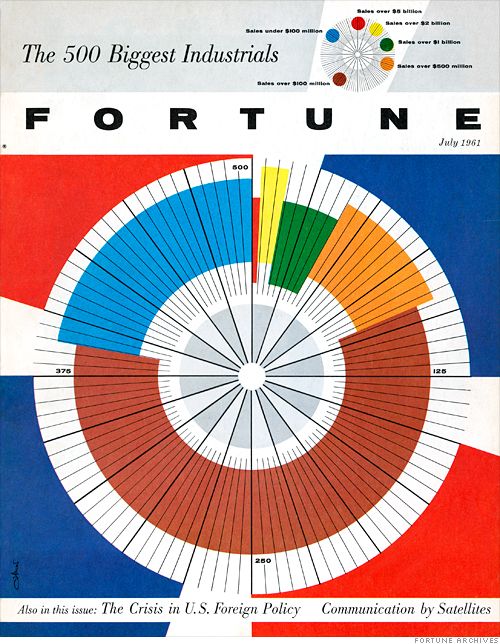 Sales over $5 billion
Sales over $2 billion
Sales under $100 million
Sales over $1 billion
The 500 Biggest Industrials
Sales over $500 million
Sales over $100 million
FORTUNE
July 1961
500
375
125
250
Also in this issue: The Crisis in U.S. Foreign Policy Communication by Satellites
FORTUNE ARCHIVES